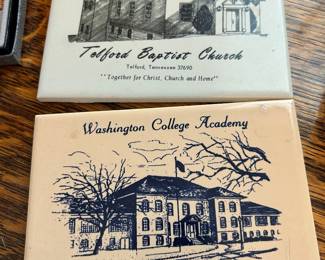 Telford Baptist Church
Telford, Tennessee 37690
"Together for Christ, Church and Home"
Washington College Academy